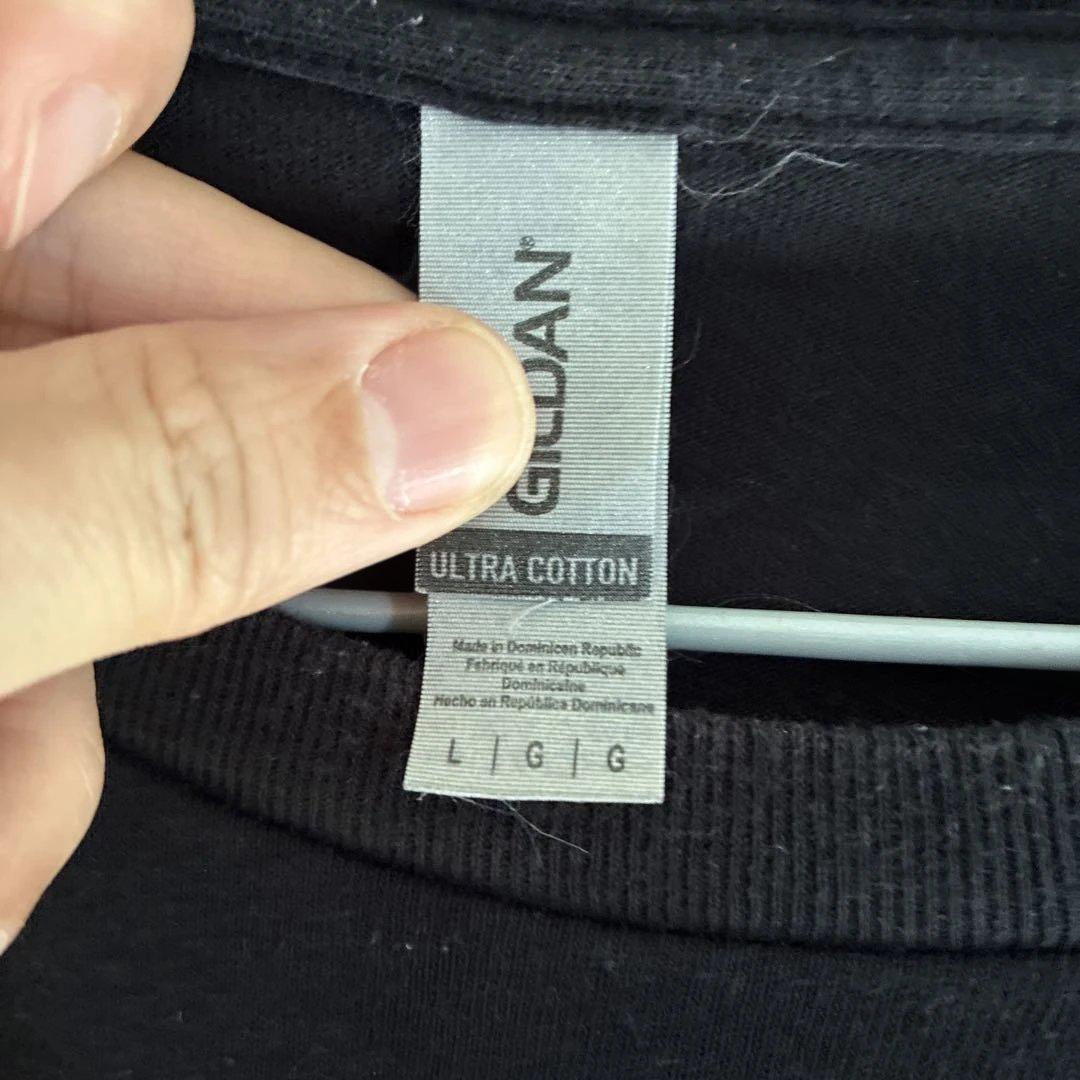 GILDAN®
ULTRA COTTON
Made in Dominican Republic
Fabriqué en République
Dominicaine
Hecho en República Dominicana
L | G | G